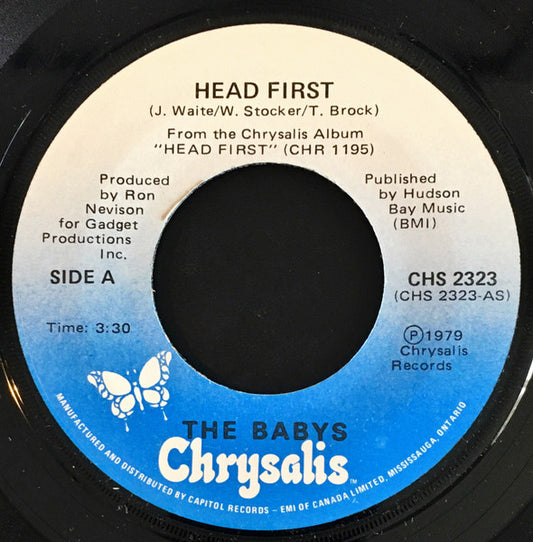 HEAD FIRST
(J. Waite/W. Stocker/T. Brock)
From the Chrysalis Album
"HEAD FIRST" (CHR 1195)
Produced
by Ron
Nevison
for Gadget
Productions
Inc.
Published
by Hudson
Bay Music
(BMI)
SIDE A
CHS 2323
(CHS 2323-AS)
Time: 3:30
Ⓟ1979
Chrysalis
Records
THE BABYS
Chrysalis™
MANUFACTURED AND DISTRIBUTED BY CAPITOL RECORDS - EMI OF CANADA LIMITED, MISSISSAUGA, ONTARIO